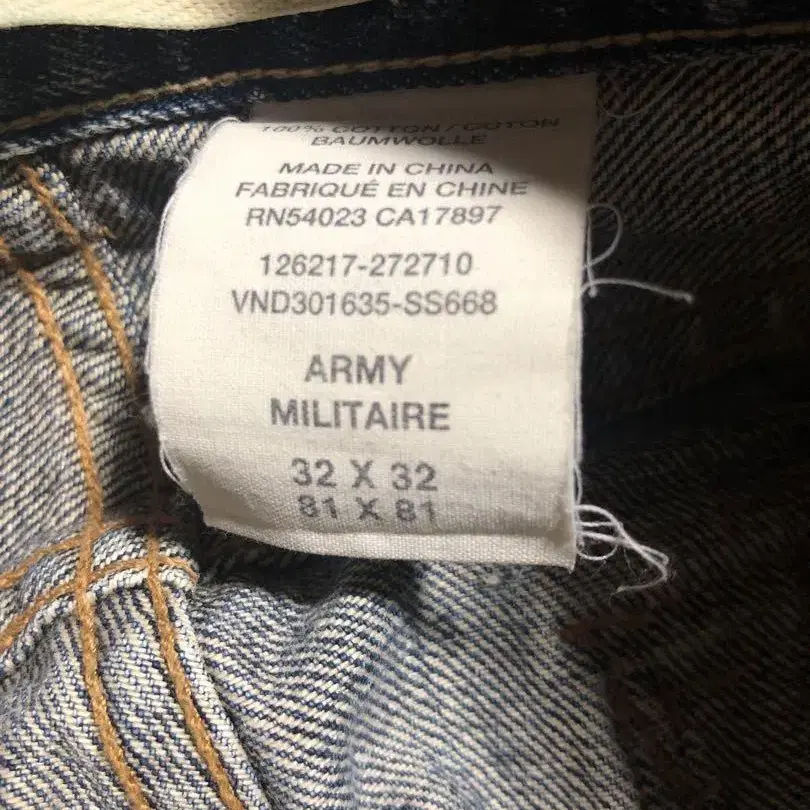 100% COTTON / COTON
BAUMWOLLE
MADE IN CHINA
FABRIQUÉ EN CHINE
RN54023 CA17897
126217-272710
VND301635-SS668
ARMY
MILITAIRE
32 X 32
81 X 81